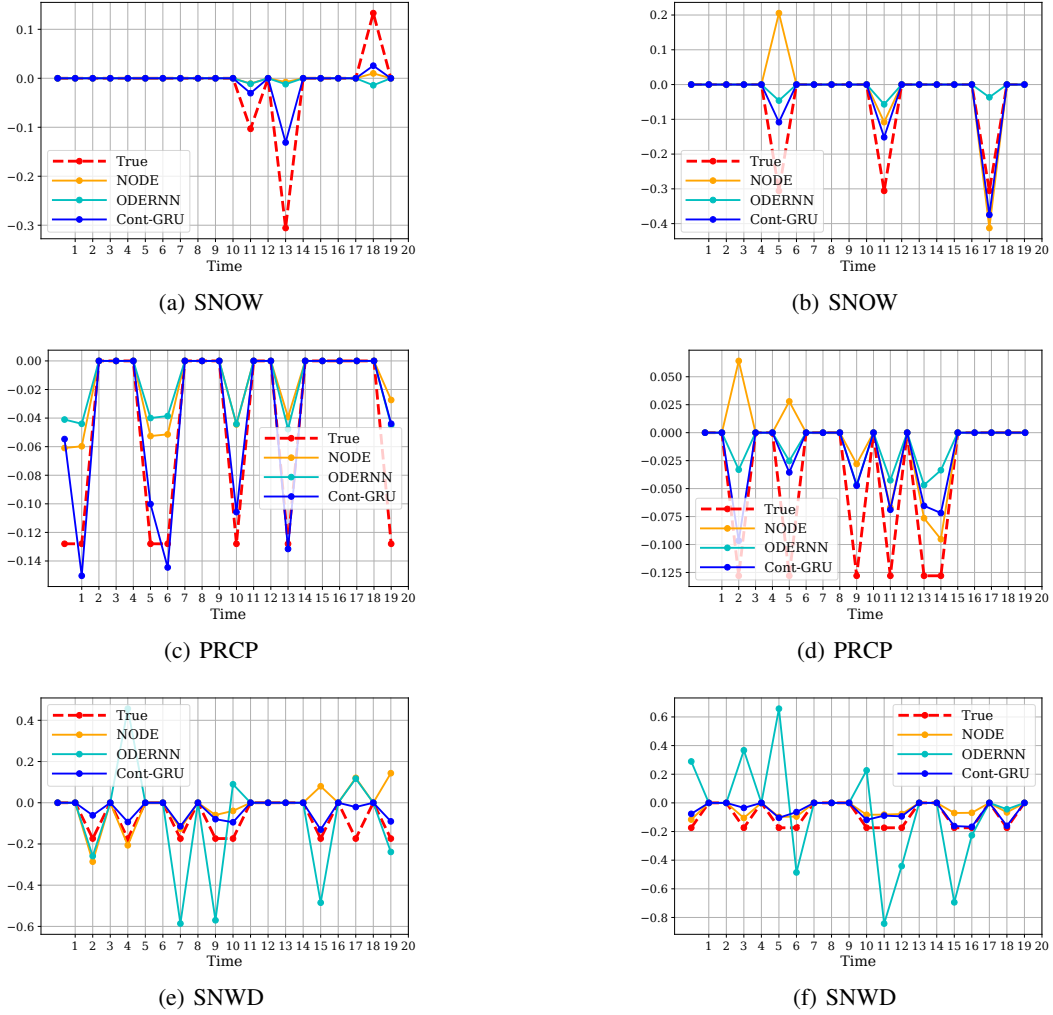 0.1
0.0
−0.1
−0.2
−0.3
True
NODE
ODERNN
Cont-GRU
1 2 3 4 5 6 7 8 9 10 11 12 13 14 15 16 17 18 19 20
Time
(a) SNOW
0.2
0.1
0.0
−0.1
−0.2
−0.3
−0.4
True
NODE
ODERNN
Cont-GRU
1 2 3 4 5 6 7 8 9 10 11 12 13 14 15 16 17 18 19 20
Time
(b) SNOW
0.00
−0.02
−0.04
−0.06
−0.08
−0.10
−0.12
−0.14
True
NODE
ODERNN
Cont-GRU
1 2 3 4 5 6 7 8 9 10 11 12 13 14 15 16 17 18 19 20
Time
(c) PRCP
0.050
0.025
0.000
−0.025
−0.050
−0.075
−0.100
−0.125
True
NODE
ODERNN
Cont-GRU
1 2 3 4 5 6 7 8 9 10 11 12 13 14 15 16 17 18 19 20
Time
(d) PRCP
0.4
0.2
0.0
−0.2
−0.4
−0.6
True
NODE
ODERNN
Cont-GRU
1 2 3 4 5 6 7 8 9 10 11 12 13 14 15 16 17 18 19 20
Time
(e) SNWD
0.6
0.4
0.2
0.0
−0.2
−0.4
−0.6
−0.8
True
NODE
ODERNN
Cont-GRU
1 2 3 4 5 6 7 8 9 10 11 12 13 14 15 16 17 18 19 20
Time
(f) SNWD